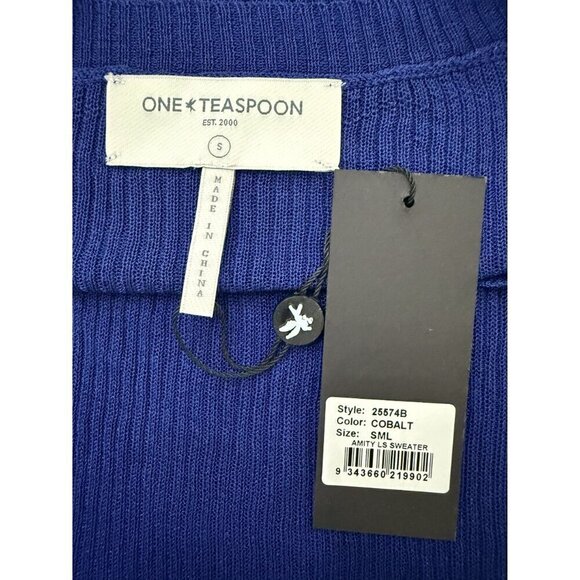 ONE TEASPOON
EST. 2000
S
MADE IN CHINA
Style: 25574B
Color: COBALT
Size: SML
AMITY LS SWEATER
9 343660 219902